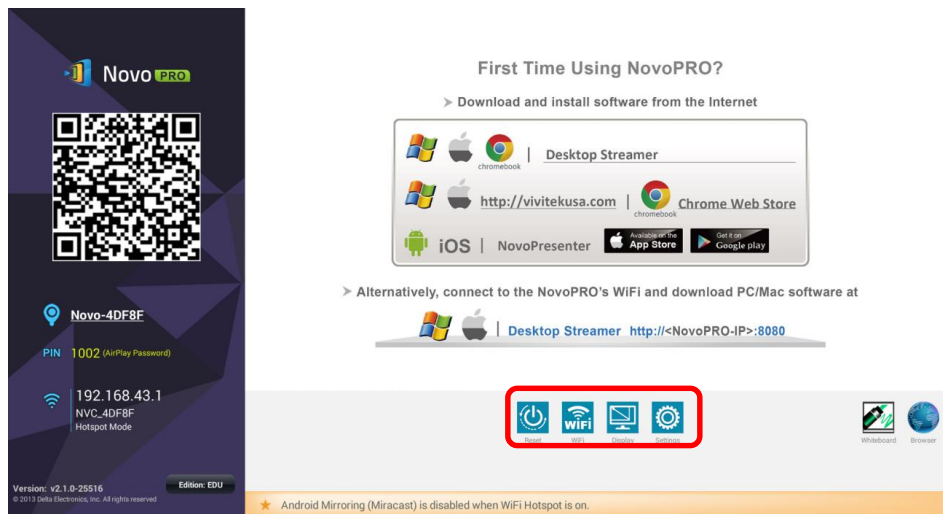 Novo PRO
Novo-4DF8F
PIN 1002 (AirPlay Password)
192.168.43.1
NVC_4DF8F
Hotspot Mode
Version: v2.1.0-25516
© 2013 Delta Electronics, Inc. All rights reserved
Edition: EDU
First Time Using NovoPRO?
➤ Download and install software from the Internet
chromebook | Desktop Streamer
http://vivitekusa.com | chromebook Chrome Web Store
iOS | NovoPresenter Available on the App Store Get it on Google play
➤ Alternatively, connect to the NovoPRO's WiFi and download PC/Mac software at
| Desktop Streamer http://<NovoPRO-IP>:8080
WiFi
Reset WiFi Display Settings
Whiteboard Browser
★ Android Mirroring (Miracast) is disabled when WiFi Hotspot is on.